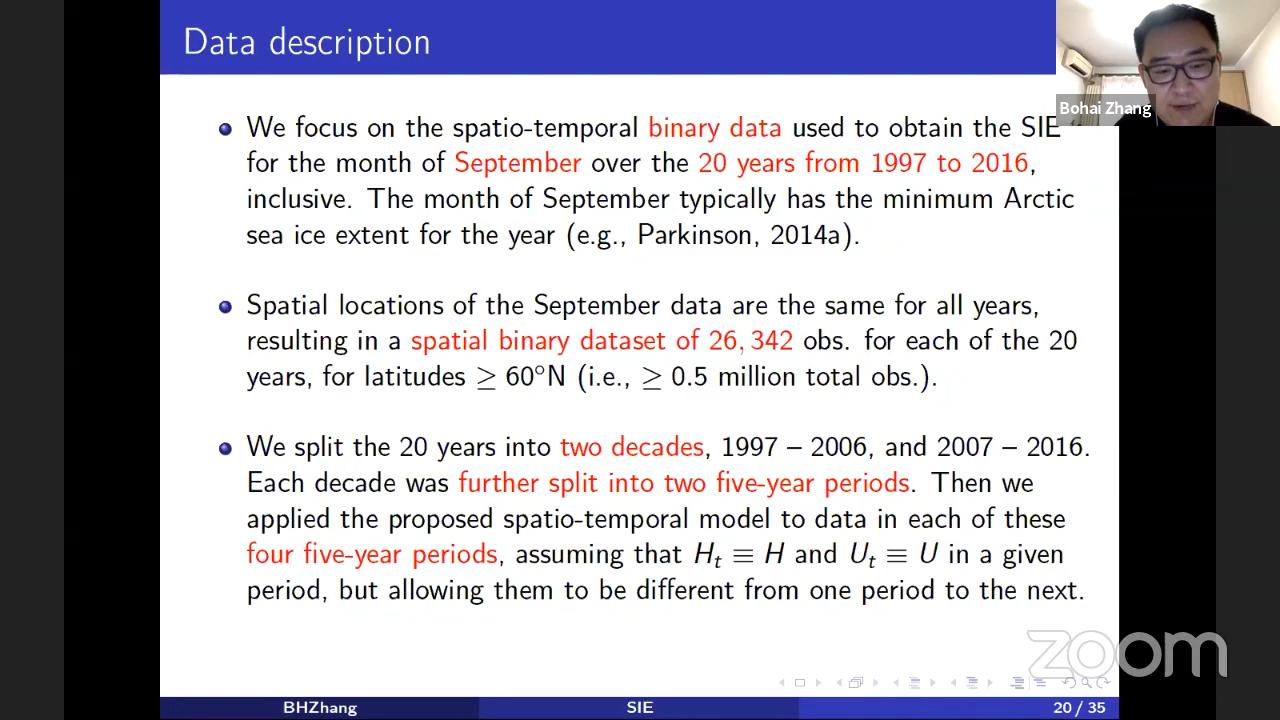 Data description
Bohai Zhang
We focus on the spatio-temporal binary data used to obtain the SIE
for the month of September over the 20 years from 1997 to 2016,
inclusive. The month of September typically has the minimum Arctic
sea ice extent for the year (e.g., Parkinson, 2014a).
Spatial locations of the September data are the same for all years,
resulting in a spatial binary dataset of 26, 342 obs. for each of the 20
years, for latitudes ≥ 60°N (i.e., ≥ 0.5 million total obs.).
We split the 20 years into two decades, 1997 – 2006, and 2007 – 2016.
Each decade was further split into two five-year periods. Then we
applied the proposed spatio-temporal model to data in each of these
four five-year periods, assuming that Hₜ ≡ H and Uₜ ≡ U in a given
period, but allowing them to be different from one period to the next.
zoom
BHZhang
SIE
20 / 35